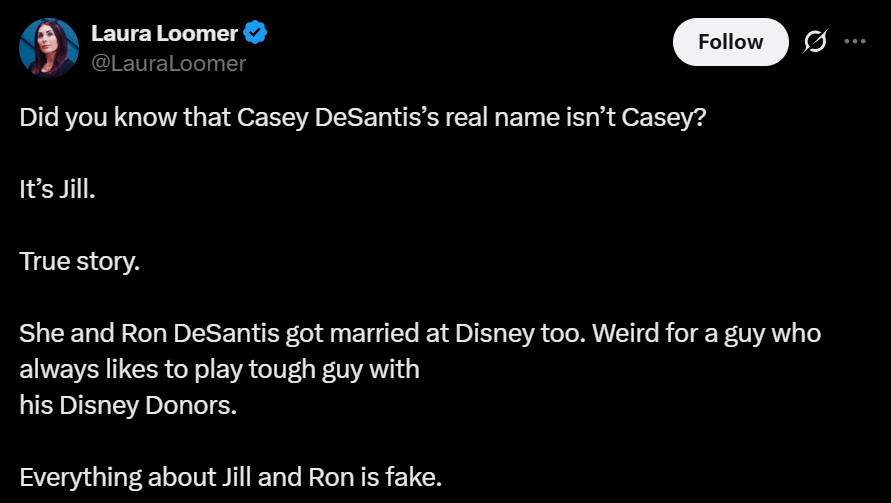 Laura Loomer
@LauraLoomer
Follow
Did you know that Casey DeSantis’s real name isn’t Casey?
It’s Jill.
True story.
She and Ron DeSantis got married at Disney too. Weird for a guy who
always likes to play tough guy with
his Disney Donors.
Everything about Jill and Ron is fake.